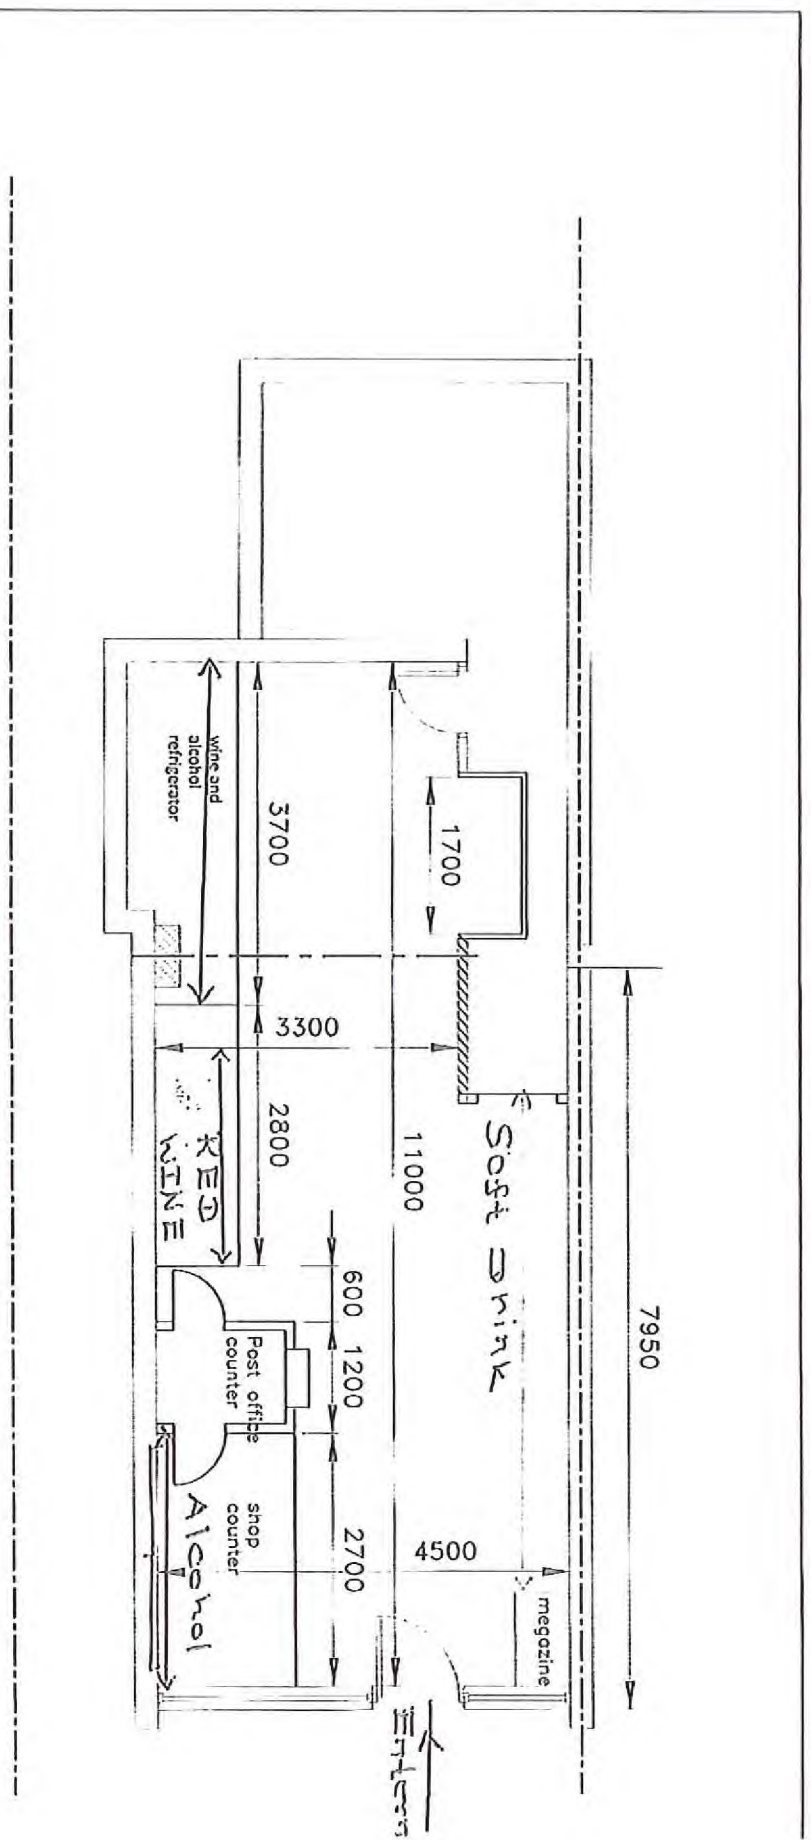 7950
megazine
Soft Drink
4500
Enter
11000
1700
3300
3700
2800
600
1200
2700
wine and
alcohol
refrigerator
RED
WINE
Post office
counter
shop
counter
Alcohol